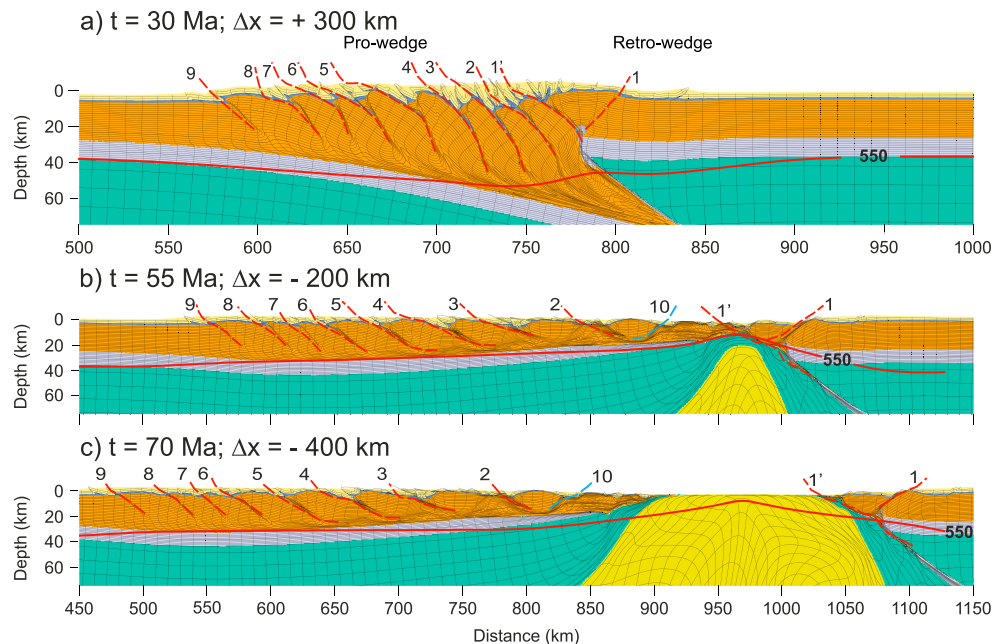 a) t = 30 Ma; Δx = + 300 km
Pro-wedge
Retro-wedge
9 8 7 6 5 4 3 2 1' 1
Depth (km)
0
20
40
60
550
500 550 600 650 700 750 800 850 900 950 1000
b) t = 55 Ma; Δx = - 200 km
9 8 7 6 5 4 3 2 10 1' 1
Depth (km)
0
20
40
60
550
c) t = 70 Ma; Δx = - 400 km
9 8 7 6 5 4 3 2 10 1' 1
Depth (km)
0
20
40
60
550
450 500 550 600 650 700 750 800 850 900 950 1000 1050 1100 1150
Distance (km)